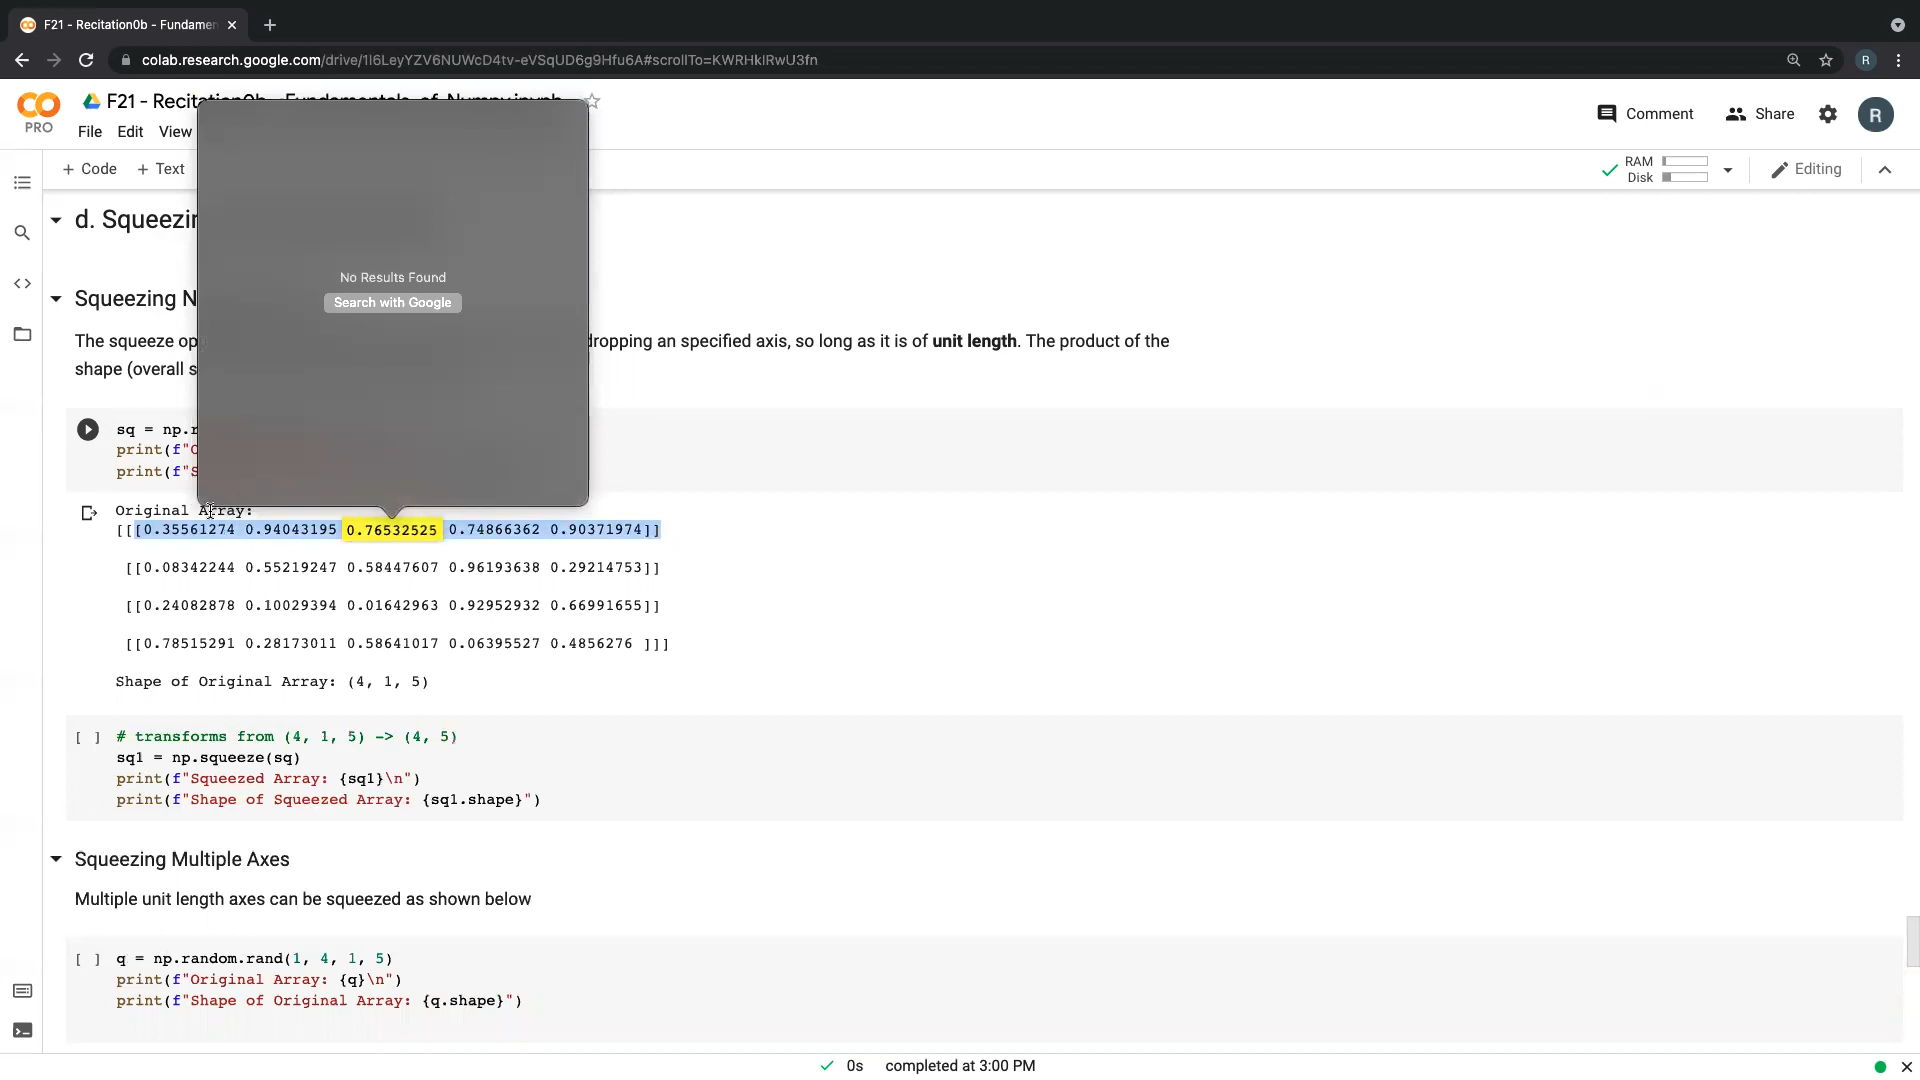 F21 - Recitation0b - Fundamen
colab.research.google.com/drive/1I6LeyYZV6NUWcD4tv-eVSqUD6g9Hfu6A#scrollTo=KWRHklRwU3fn
R
PRO
F21 - Recitation0b - Fundamentals_of_Numpy.ipynb
File Edit View
Comment
Share
R
+ Code + Text
RAM
Disk
Editing
No Results Found
Search with Google
d. Squeezin
Squeezing N
The squeeze op dropping an specified axis, so long as it is of unit length. The product of the
shape (overall s
sq = np.r
print(f"O
print(f"S
Original Array:
[[[0.35561274 0.94043195 0.76532525 0.74866362 0.90371974]]
[[0.08342244 0.55219247 0.58447607 0.96193638 0.29214753]]
[[0.24082878 0.10029394 0.01642963 0.92952932 0.66991655]]
[[0.78515291 0.28173011 0.58641017 0.06395527 0.4856276 ]]]
Shape of Original Array: (4, 1, 5)
[ ] # transforms from (4, 1, 5) -> (4, 5)
sq1 = np.squeeze(sq)
print(f"Squeezed Array: {sq1}\n")
print(f"Shape of Squeezed Array: {sq1.shape}")
Squeezing Multiple Axes
Multiple unit length axes can be squeezed as shown below
[ ] q = np.random.rand(1, 4, 1, 5)
print(f"Original Array: {q}\n")
print(f"Shape of Original Array: {q.shape}")
0s completed at 3:00 PM